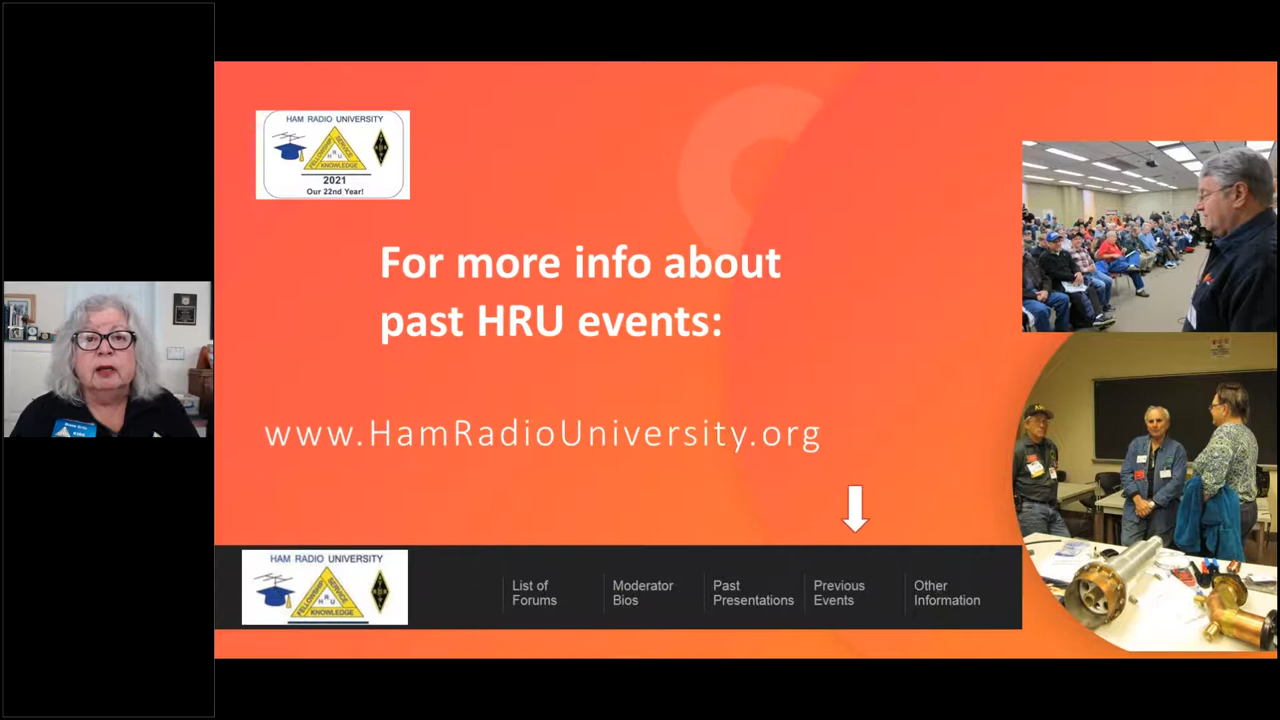 HAM RADIO UNIVERSITY
FELLOWSHIP
SERVICE
HRU
KNOWLEDGE
2021
Our 22nd Year!
For more info about
past HRU events:
www.HamRadioUniversity.org
HAM RADIO UNIVERSITY
FELLOWSHIP
SERVICE
HRU
KNOWLEDGE
List of
Forums
Moderator
Bios
Past
Presentations
Previous
Events
Other
Information